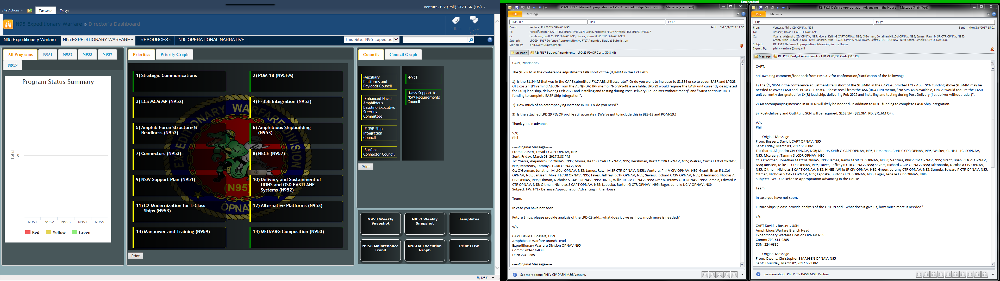 Site Actions
Browse
Page
Ventura, P V (Phil) CIV USN (US)
N95 Expeditionary Warfare
Director's Dashboard
I Like It
Tags &
Notes
N95 Expeditionary Warfare
N95 EXPEDITIONARY WARFARE
RESOURCES
N95 OPERATIONAL NARRATIVE
This Site: N95 Expeditio
All Programs
N951
N952
N953
N957
N959
Program Status Summary
Total
0
N951
N952
N953
N957
N959
Red
Yellow
Green
Priorities
Priority Graph
1) Strategic Communications
2) POM 18 (N95FM)
3) LCS MCM MP (N952)
4) F-35B Integration (N953)
5) Amphib Force Structure &
Readiness (N953)
6) Amphibious Shipbuilding
(N953)
7) Connectors (N953)
8) NECE (N957)
9) NSW Support Plan (N951)
10) Delivery and Sustainment of
UONS and OSD FASTLANE
Systems (N952)
11) C2 Modernization for L-Class
Ships (N953)
12) Alternative Platforms (N953)
13) Manpower and Training (N959)
14) MEU/ARG Composition (N953)
EXPEDITIONARY WARFARE DIVISION
(N95)
OPNAV
Print
Councils
Council Graph
-Auxiliary
Platforms and
Payloads Council
-Enhanced Naval
Amphibious
Baseline Executive
Steering
Committee
-F-35B Ship
Integration
Council
-Surface
Connector Council
-N95T
-Navy Support to
NSW Requirements
Council
Print
N953 Weekly
Snapshot
N952 Weekly
Snapshot
Templates
N953 Maintenance
Trend
N95FM Execution
Graph
Print EOW
125%
Unclassified
LPD29: FY17 Defense Appropriation vs FY17 Amended Budget Submission - Message (Plain Text)
File
Message
PMS 317
LPD
FY 17
From: Ventura, Phil V CIV OPNAV, N95
Sent: Sat 3/4/2017 11:56
To: Metcalf, Brian A CAPT PEO SHIPS, PMS 317; Lyons, Marianne N CIV NAVSEA PEO SHIPS, PMS317
Cc: Hershman, Brett C CDR OPNAV, N95; James, Rawn M SR CTR OPNAV, N953
Subject: LPD29: FY17 Defense Appropriation vs FY17 Amended Budget Submission
Signed By: phil.v.ventura@navy.mil
Message
RE: PB17 Budget Amendments - LPD 29 PD/OF Costs (30.8 KB)
CAPT, Marianne,
The $1,786M in the conference adjustments falls short of the $1,844M in the FY17 ABS.
1) Is the $1,844M that was in the CAPE submitted FY17 ABS still accurate? Or do you want to increase to $1,884 or so to cover EASR and LPD28
GFE costs? [I'll remind ALCON from the ASN(RDA) IPR memo, "No SPS-48 is available, LPD 29 would require the EASR unit currently designated
for LX(R) lead ship, delivering Feb 2022 and installing and testing during Post Delivery (i.e. deliver without radar)" and "Must continue RDTE
funding to complete EASR Ship Integration".
2) How much of an accompanying increase in RDTEN do you need?
3) Is the attached LPD 29 PD/OF profile still accurate? (We've got to include this in BES-18 and POM-19.)
Thank you, in advance.
V/r,
Phil
-----Original Message-----
From: Bossert, David L CAPT OPNAV, N95
Sent: Friday, March 03, 2017 5:38 PM
To: Ybarra, Alejandro CIV OPNAV, N95; Moore, Keith G CAPT OPNAV, N95; Hershman, Brett C CDR OPNAV, N95; Walker, Curtis L LtCol OPNAV,
N95; Mccreary, Tammy S LCDR OPNAV, N95
Cc: O'Gorman, Jonathan M LtCol OPNAV, N95; James, Rawn M SR CTR OPNAV, N953; Ventura, Phil V CIV OPNAV, N95; Grant, Brian R LtCol
OPNAV, N95; Janssen, Mike T LCDR OPNAV, N95; Taves, Jeffrey R CTR OPNAV, N95; Severs, Richard C CIV OPNAV, N95; Dileonardo, Nicolas A
CIV OPNAV, N95; Oltman, Nicholas S CAPT OPNAV, N95; HINES, Willie JR CIV OPNAV, N95; Green, Jeramy CTR OPNAV, N95; Semeia, Edward P
CTR OPNAV, N95; Oltman, Nicholas S CAPT OPNAV, N95; Laposka, Burton G CTR OPNAV, N95; Eager, Jenelle L CIV OPNAV, N80
Subject: FW: FY17 Defense Appropriation Advancing in the House
Team,
In case you have not seen.
Future Ships: please provide analysis of the LPD-29 add...what does it give us, how much more is needed?
v/r,
CAPT David L. Bossert, USN
Amphibious Warfare Branch Head
Expeditionary Warfare Division OPNAV N95
Comm: 703-614-0385
DSN: 224-0385
-----Original Message-----
See more about: Phil V CIV DASN M&B Ventura.
RE: FY17 Defense Appropriation Advancing in the House - Message (Plain Text)
File
Message
LPD
FY 17
From: Ventura, Phil V CIV OPNAV, N95
Sent: Mon 3/6/2017 15:01
To: Bossert, David L CAPT OPNAV, N95
Cc: Ybarra, Alejandro CIV OPNAV, N95; Moore, Keith G CAPT OPNAV, N95; O'Gorman, Jonathan M LtCol OPNAV, N95; James, Rawn M SR CTR OPNAV, N953;
Grant, Brian R LtCol OPNAV, N95; Janssen, Mike T LCDR OPNAV, N95; Taves, Jeffrey R CTR OPNAV, N95; Eager, Jenelle L CIV OPNAV, N80
Subject: RE: FY17 Defense Appropriation Advancing in the House
Signed By: phil.v.ventura@navy.mil
Message
RE: PB17 Budget Amendments - LPD 29 PD/OF Costs (30.8 KB)
CAPT,
Still awaiting comment/feedback from PMS 317 for confirmation/clarification of the following:
1) The $1,786M in the conference adjustments falls short of the $1,844M in the CAPE-submitted FY17 ABS. SCN funding above $1,844M may be
needed to cover EASR and LPD28 GFE costs. Please recall from the ASN(RDA) IPR memo, "No SPS-48 is available, LPD 29 would require the EASR
unit currently designated for LX(R) lead ship, delivering Feb 2022 and installing and testing during Post Delivery (i.e. deliver without radar)".
2) An accompanying increase in RDTEN will likely be needed, in addition to RDTE funding to complete EASR Ship Integration.
3) Post-delivery and Outfitting SCN will be required, $103.5M ($31.9M, PD; $71.6M OF).
V/r,
Phil
-----Original Message-----
From: Bossert, David L CAPT OPNAV, N95
Sent: Friday, March 03, 2017 5:38 PM
To: Ybarra, Alejandro CIV OPNAV, N95; Moore, Keith G CAPT OPNAV, N95; Hershman, Brett C CDR OPNAV, N95; Walker, Curtis L LtCol OPNAV,
N95; Mccreary, Tammy S LCDR OPNAV, N95
Cc: O'Gorman, Jonathan M LtCol OPNAV, N95; James, Rawn M SR CTR OPNAV, N953; Ventura, Phil V CIV OPNAV, N95; Grant, Brian R LtCol OPNAV,
N95; Janssen, Mike T LCDR OPNAV, N95; Taves, Jeffrey R CTR OPNAV, N95; Severs, Richard C CIV OPNAV, N95; Dileonardo, Nicolas A CIV OPNAV,
N95; Oltman, Nicholas S CAPT OPNAV, N95; HINES, Willie JR CIV OPNAV, N95; Green, Jeramy CTR OPNAV, N95; Semeia, Edward P CTR OPNAV, N95;
Oltman, Nicholas S CAPT OPNAV, N95; Laposka, Burton G CTR OPNAV, N95; Eager, Jenelle L CIV OPNAV, N80
Subject: FW: FY17 Defense Appropriation Advancing in the House
Team,
In case you have not seen.
Future Ships: please provide analysis of the LPD-29 add...what does it give us, how much more is needed?
v/r,
CAPT David L. Bossert, USN
Amphibious Warfare Branch Head
Expeditionary Warfare Division OPNAV N95
Comm: 703-614-0385
DSN: 224-0385
-----Original Message-----
From: Owens, Christopher S MAJGEN OPNAV, N95
Sent: Thursday, March 02, 2017 6:23 PM
See more about: Phil V CIV DASN M&B Ventura.